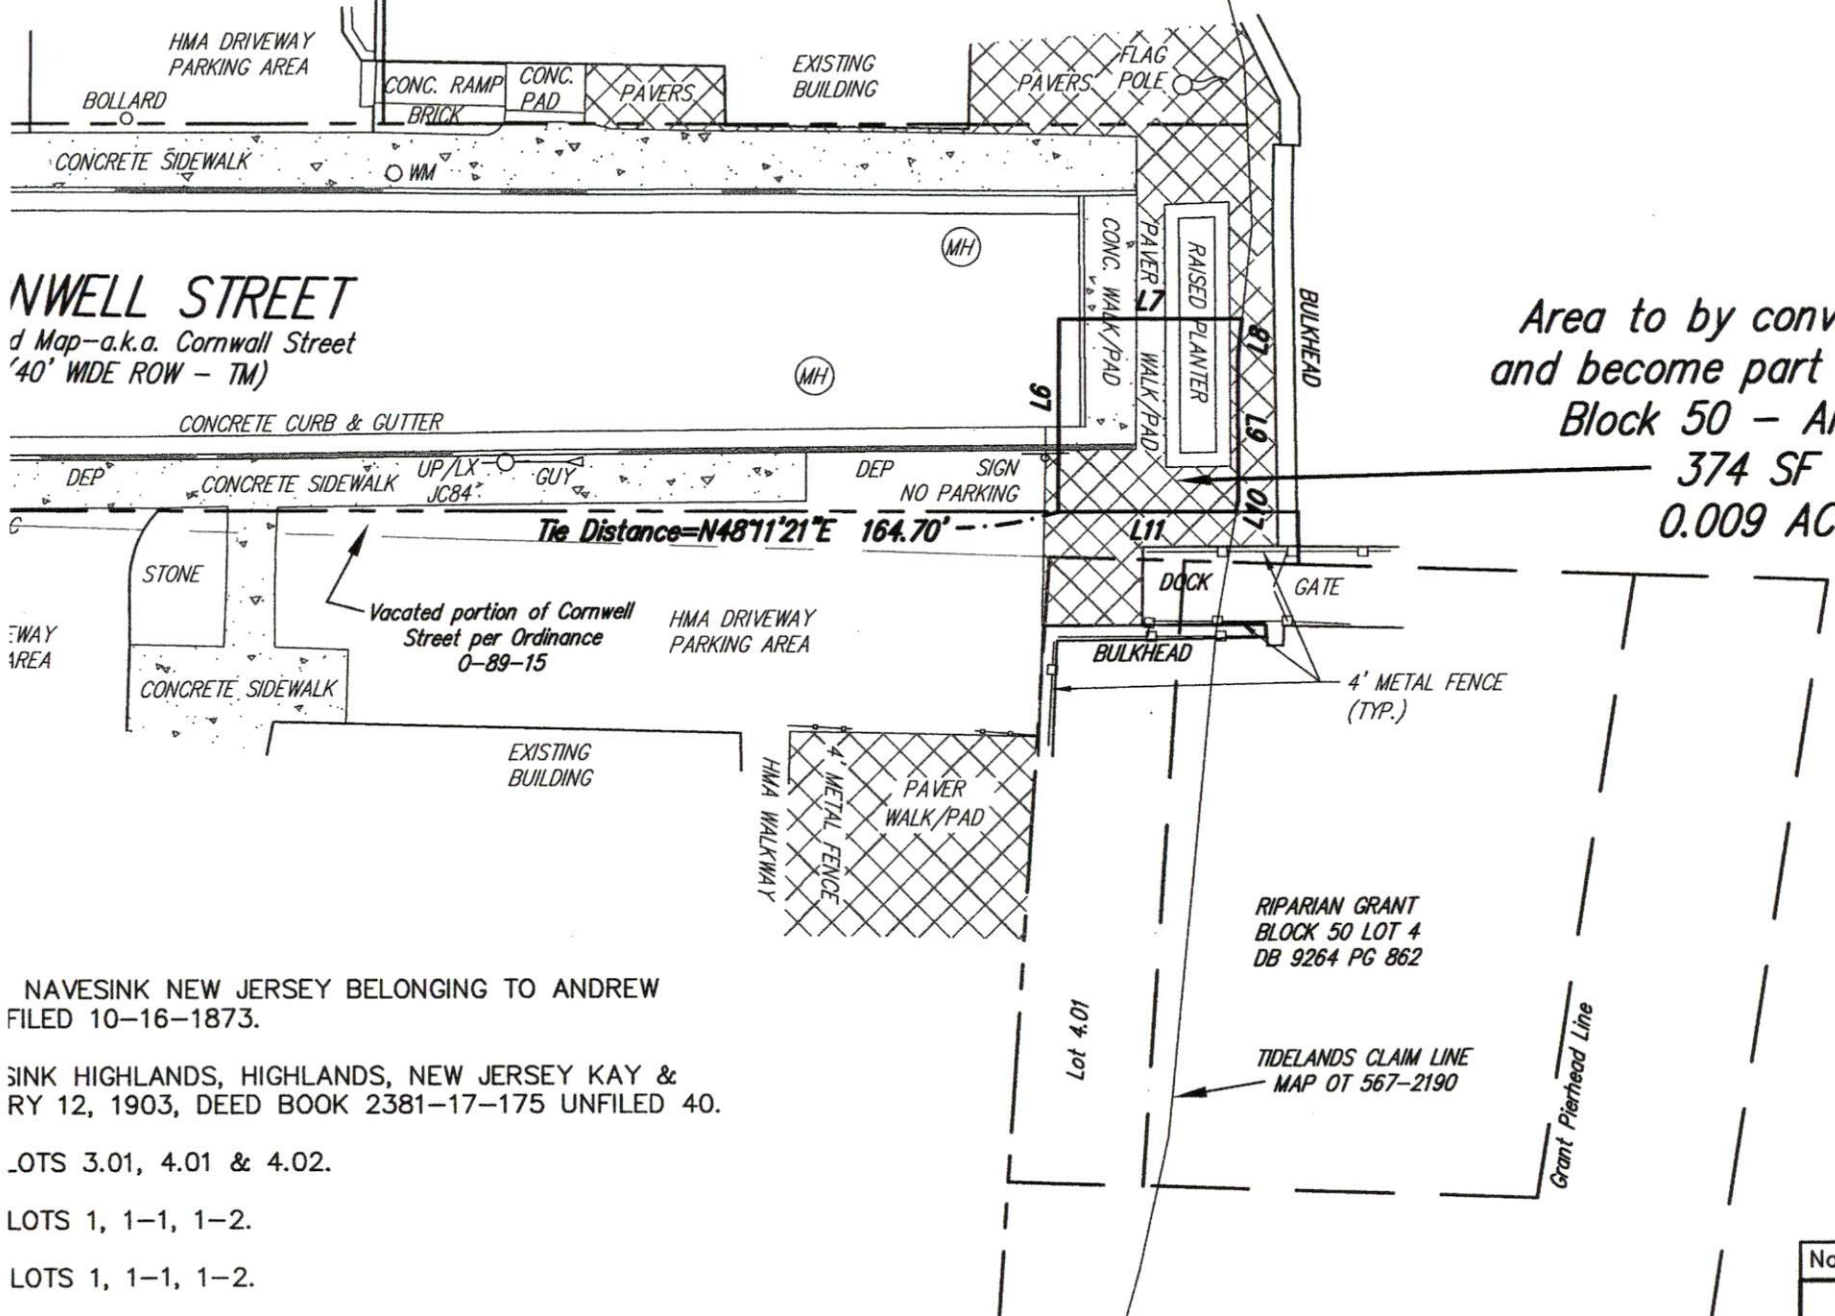 HMA DRIVEWAY
PARKING AREA
BOLLARD
CONC. RAMP
BRICK
CONC.
PAD
PAVERS
EXISTING
BUILDING
PAVERS
FLAG
POLE
CONCRETE SIDEWALK
WM
MH
NWELL STREET
d Map-a.k.a. Cornwall Street
40' WIDE ROW - TM)
MH
CONC. WALK/PAD
PAVER WALK/PAD
RAISED PLANTER
BULKHEAD
L7
L8
L6
L9
L10
L11
Area to by conv
and become part
Block 50 -
374 SF
0.009 AC
CONCRETE CURB & GUTTER
DEP
CONCRETE SIDEWALK
UP/LX
JC84
GUY
DEP
SIGN
NO PARKING
Tie Distance=N48°11'21"E 164.70'
STONE
Vacated portion of Cornwell
Street per Ordinance
O-89-15
HMA DRIVEWAY
PARKING AREA
DOCK
GATE
EWAY
AREA
BULKHEAD
CONCRETE SIDEWALK
4' METAL FENCE
(TYP.)
EXISTING
BUILDING
HMA WALKWAY
4' METAL FENCE
PAVER
WALK/PAD
RIPARIAN GRANT
BLOCK 50 LOT 4
DB 9264 PG 862
Lot 4.01
TIDELANDS CLAIM LINE
MAP OT 567-2190
Grant Pierhead Line
NAVESINK NEW JERSEY BELONGING TO ANDREW
FILED 10-16-1873.
SINK HIGHLANDS, HIGHLANDS, NEW JERSEY KAY &
RY 12, 1903, DEED BOOK 2381-17-175 UNFILED 40.
LOTS 3.01, 4.01 & 4.02.
LOTS 1, 1-1, 1-2.
LOTS 1, 1-1, 1-2.
No